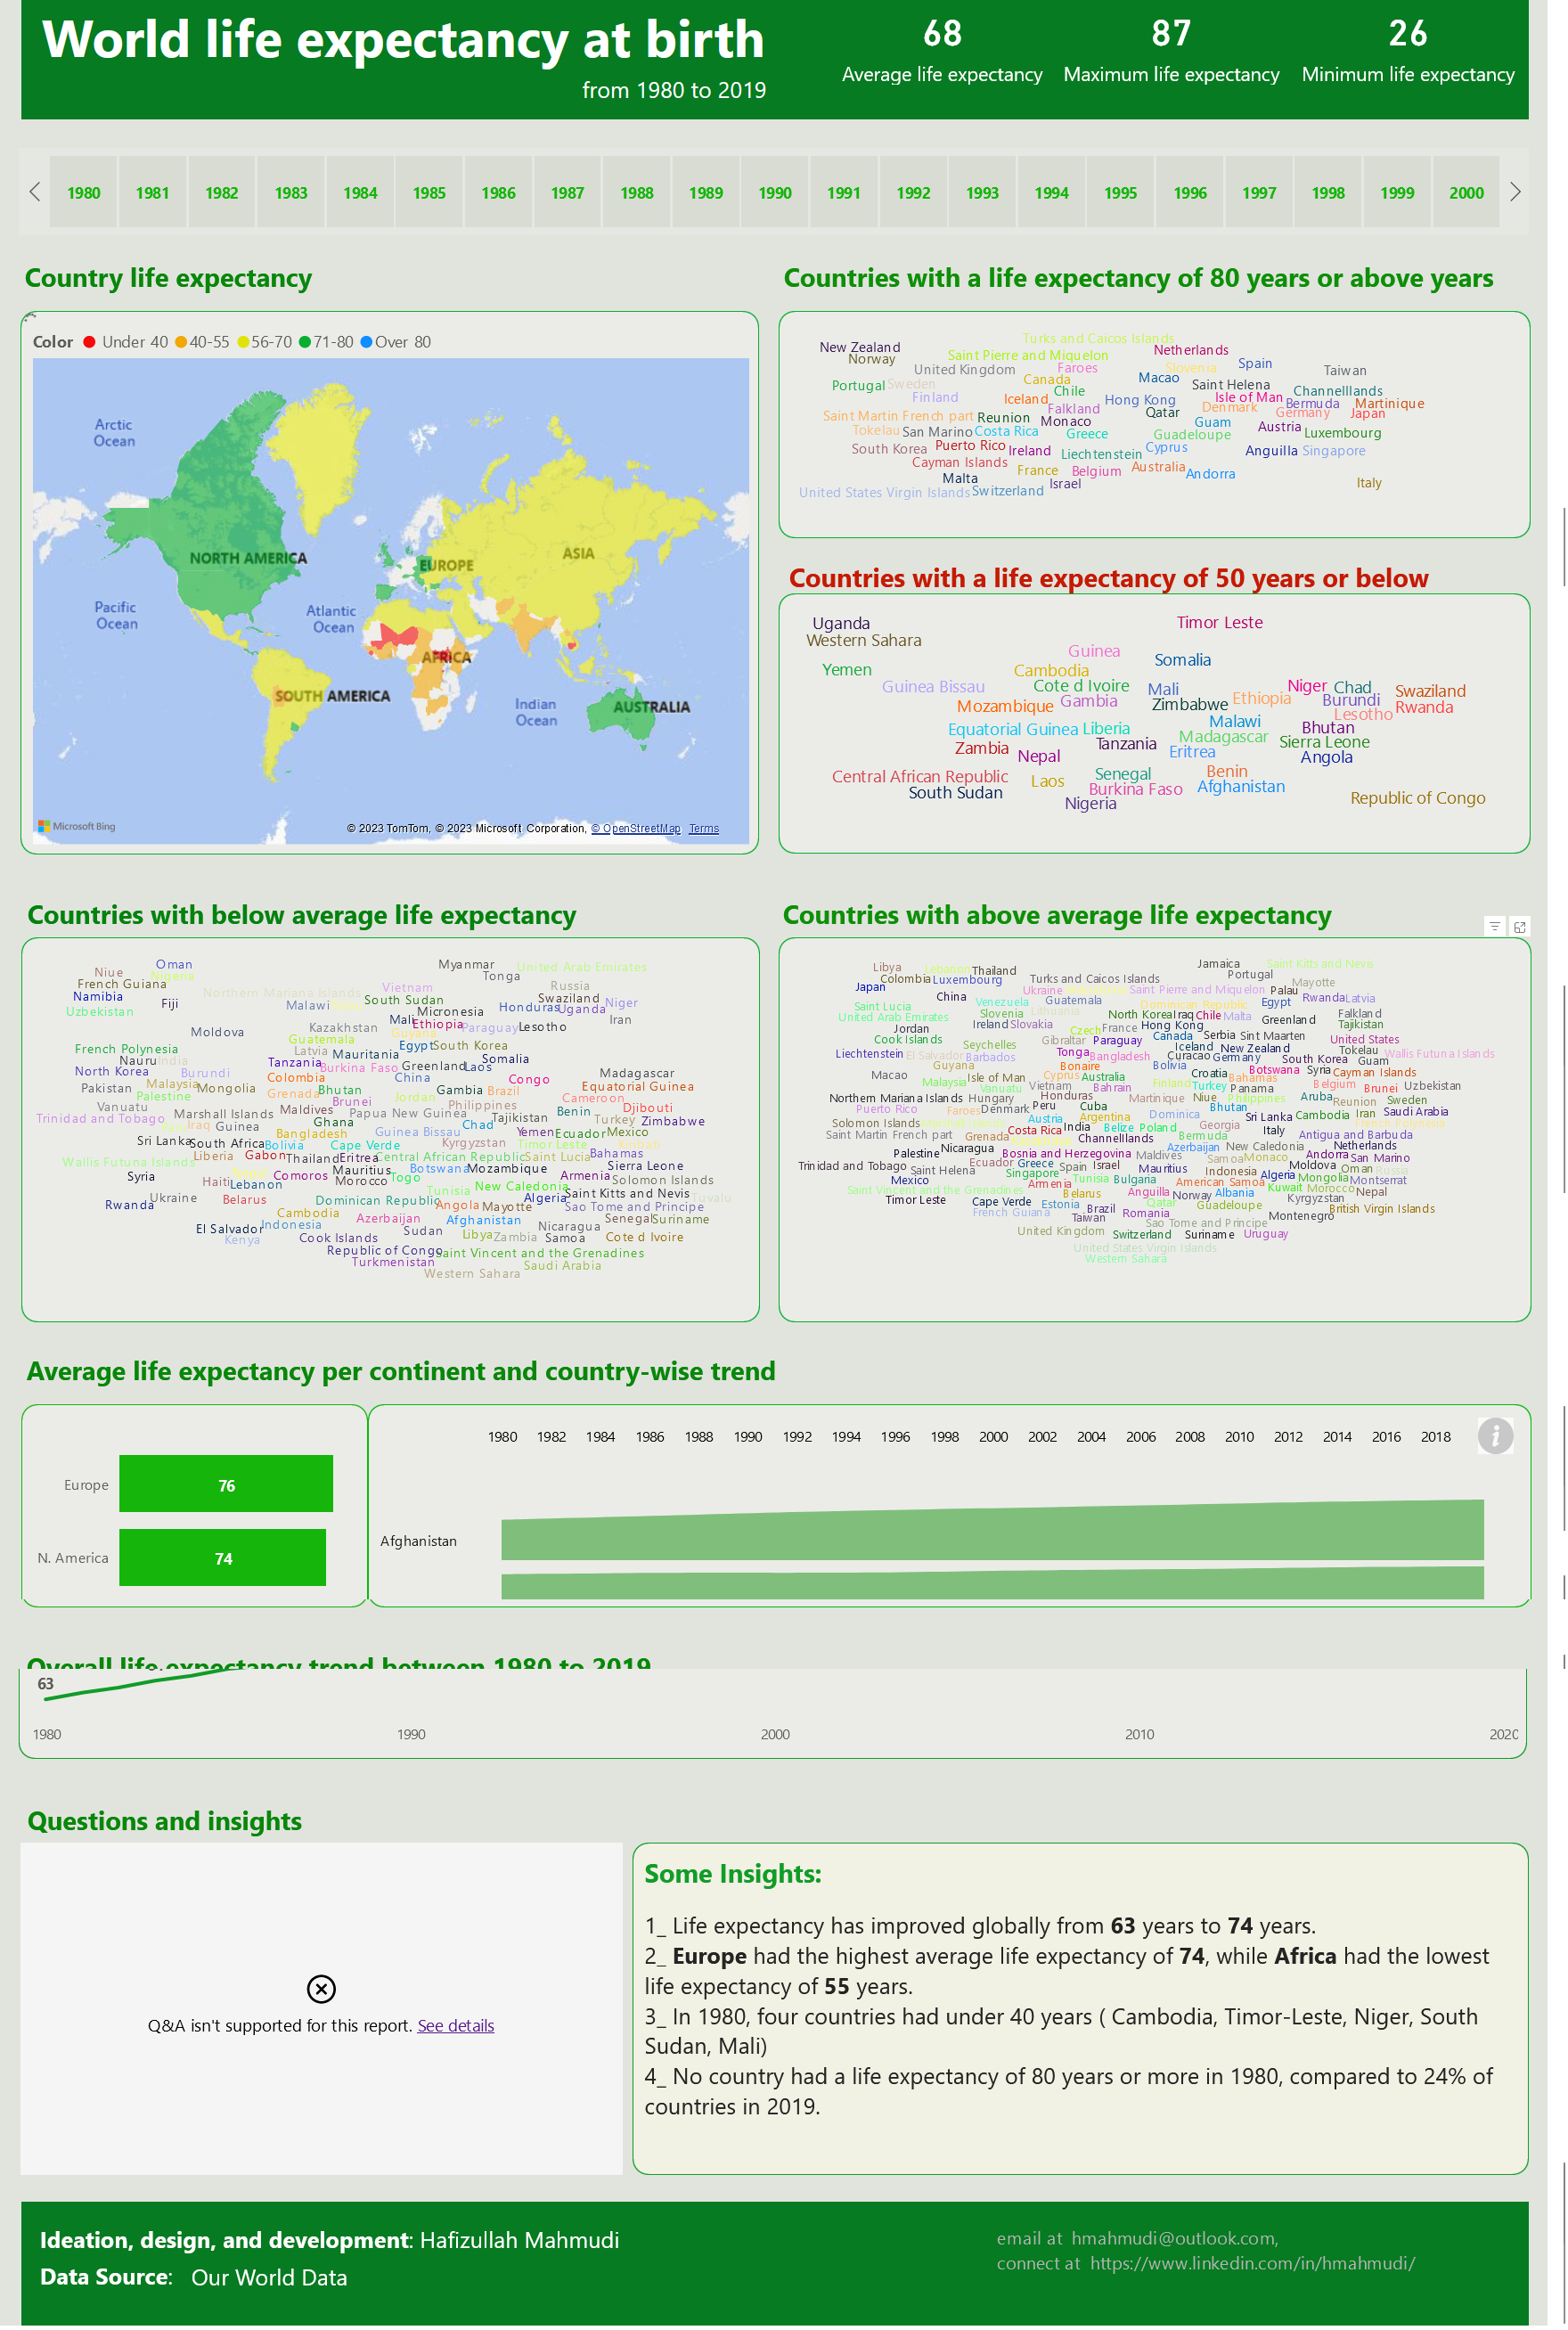 World life expectancy at birth
from 1980 to 2019
68
Average life expectancy
87
Maximum life expectancy
26
Minimum life expectancy
1980 1981 1982 1983 1984 1985 1986 1987 1988 1989 1990 1991 1992 1993 1994 1995 1996 1997 1998 1999 2000
Country life expectancy
Color Under 40 40-55 56-70 71-80 Over 80
Arctic
Ocean
NORTH AMERICA
EUROPE
ASIA
Pacific
Ocean
Atlantic
Ocean
AFRICA
SOUTH AMERICA
Indian
Ocean
AUSTRALIA
Microsoft Bing
© 2023 TomTom, © 2023 Microsoft Corporation, © OpenStreetMap Terms
Countries with a life expectancy of 80 years or above years
Turks and Caicos Islands
New Zealand Netherlands
Norway Saint Pierre and Miquelon Spain
United Kingdom Faroes Slovenia Taiwan
Portugal Sweden Canada Macao Saint Helena
Finland Chile Channelllands
Iceland Hong Kong Isle of Man Bermuda Martinique
Saint Martin French part Reunion Falkland Qatar Denmark Germany Japan
Tokelau San Marino Costa Rica Monaco Guam Austria Luxembourg
Greece Guadeloupe
South Korea Puerto Rico Ireland Liechtenstein Cyprus Anguilla Singapore
Cayman Islands France Belgium Australia Andorra
Malta Israel Italy
United States Virgin Islands Switzerland
Countries with a life expectancy of 50 years or below
Uganda Timor Leste
Western Sahara
Guinea Somalia
Yemen Cambodia
Guinea Bissau Cote d Ivoire Mali Niger Chad Swaziland
Mozambique Gambia Zimbabwe Ethiopia Burundi Rwanda
Lesotho
Equatorial Guinea Liberia Malawi Bhutan
Zambia Tanzania Madagascar Sierra Leone
Nepal Eritrea Angola
Central African Republic Laos Senegal Benin
South Sudan Burkina Faso Afghanistan
Nigeria Republic of Congo
Countries with below average life expectancy
Oman Myanmar United Arab Emirates
Niue Nigeria Tonga
French Guiana Vietnam Russia
Namibia Northern Mariana Islands South Sudan Swaziland
Fiji Malawi Honduras Uganda Niger
Uzbekistan Micronesia
Mali Ethiopia Paraguay Lesotho Iran
Moldova Kazakhstan Guyana
Guatemala Egypt South Korea
French Polynesia Latvia Mauritania Somalia
Nauru India Tanzania Burkina Faso Greenland Laos
North Korea Burundi Colombia China Congo Madagascar
Pakistan Malaysia Mongolia Bhutan Gambia Brazil Equatorial Guinea
Palestine Grenada Brunei Jordan Cameroon
Vanuatu Maldives Papua New Guinea Philippines Benin Djibouti
Trinidad and Tobago Marshall Islands Ghana Tajikistan Turkey Zimbabwe
Iraq Guinea Bangladesh Guinea Bissau Chad Yemen Ecuador Mexico
Sri Lanka South Africa Bolivia Cape Verde Kyrgyzstan Timor Leste Kiribati
Wallis Futuna Islands Liberia Gabon Thailand Eritrea Central African Republic Saint Lucia Bahamas
Mauritius Botswana Mozambique Sierra Leone
Syria Haiti Nepal Comoros Morocco Togo Armenia Solomon Islands
Lebanon Tunisia New Caledonia
Ukraine Belarus Dominican Republic Algeria Saint Kitts and Nevis Tuvalu
Rwanda Cambodia Angola Mayotte Sao Tome and Principe
El Salvador Indonesia Azerbaijan Afghanistan Senegal Suriname
Kenya Cook Islands Sudan Libya Zambia Nicaragua Samoa Cote d Ivoire
Republic of Congo Saint Vincent and the Grenadines
Turkmenistan Saudi Arabia
Western Sahara
Countries with above average life expectancy
Libya Lebanon Thailand Jamaica Saint Kitts and Nevis
Colombia Luxembourg Turks and Caicos Islands Portugal
Japan Ukraine Saint Pierre and Miquelon Palau Mayotte
China Venezuela Guatemala Dominican Republic Egypt Rwanda Latvia
Saint Lucia Slovenia Lithuania North Korea Iraq Chile Malta Falkland
United Arab Emirates Ireland Slovakia Hong Kong Greenland Tajikistan
Jordan Czech France Canada Serbia Sint Maarten United States
Cook Islands Seychelles Gibraltar Paraguay Iceland New Zealand Tokelau
Liechtenstein El Salvador Barbados Tonga Bangladesh Curacao Germany South Korea Guam Wallis Futuna Islands
Guyana Bonaire Bolivia Botswana Syria Cayman Islands
Macao Isle of Man Cyprus Australia Croatia Bahamas
Malaysia Vanuatu Vietnam Bahrain Finland Turkey Panama Belgium Brunei Uzbekistan
Northern Mariana Islands Hungary Honduras Martinique Niue Philippines Aruba Reunion Sweden
Puerto Rico Faroes Denmark Peru Cuba Bhutan Saudi Arabia
Solomon Islands Marshall Islands Austria Argentina Dominica Sri Lanka Cambodia Iran
Costa Rica India Belize Poland Georgia Italy French Polynesia
Saint Martin French part Grenada Channelllands Bermuda Antigua and Barbuda
Palestine Nicaragua Bosnia and Herzegovina Azerbaijan New Caledonia Netherlands
Trinidad and Tobago Ecuador Greece Spain Israel Maldives Samoa Monaco Andorra San Marino
Saint Helena Singapore Mauritius Indonesia Moldova Oman Russia
Mexico Armenia Tunisia Bulgaria American Samoa Algeria Mongolia Montserrat
Saint Vincent and the Grenadines Belarus Anguilla Norway Albania Kuwait Morocco Nepal
Timor Leste Cape Verde Estonia Brazil Qatar Guadeloupe Kyrgyzstan
French Guiana Taiwan Romania Montenegro British Virgin Islands
Sao Tome and Principe
United Kingdom Switzerland Suriname Uruguay
United States Virgin Islands
Western Sahara
Average life expectancy per continent and country-wise trend
Europe 76
N. America 74
1980 1982 1984 1986 1988 1990 1992 1994 1996 1998 2000 2002 2004 2006 2008 2010 2012 2014 2016 2018
Afghanistan
Overall life expectancy trend between 1980 to 2019
63
1980 1990 2000 2010 2020
Questions and insights
Q&A isn't supported for this report. See details
Some Insights:
1_ Life expectancy has improved globally from 63 years to 74 years.
2_ Europe had the highest average life expectancy of 74, while Africa had the lowest
life expectancy of 55 years.
3_ In 1980, four countries had under 40 years ( Cambodia, Timor-Leste, Niger, South
Sudan, Mali)
4_ No country had a life expectancy of 80 years or more in 1980, compared to 24% of
countries in 2019.
Ideation, design, and development: Hafizullah Mahmudi
Data Source: Our World Data
email at hmahmudi@outlook.com,
connect at https://www.linkedin.com/in/hmahmudi/